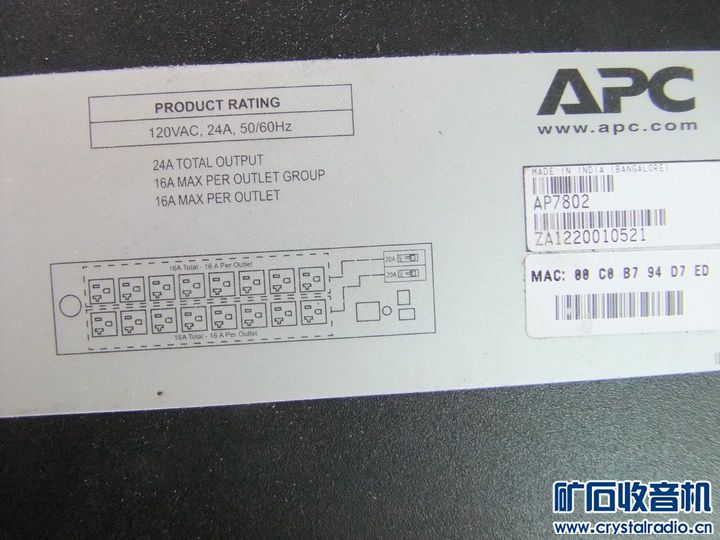 PRODUCT RATING
120VAC, 24A, 50/60Hz
24A TOTAL OUTPUT
16A MAX PER OUTLET GROUP
16A MAX PER OUTLET
16A Total - 16 A Per Outlet
20A
20A
16A Total - 16 A Per Outlet
APC
www.apc.com
MADE IN INDIA (BANGALORE)
AP7802
ZA1220010521
MAC: 00 C0 B7 94 D7 ED
矿石收音机
www.crystalradio.cn